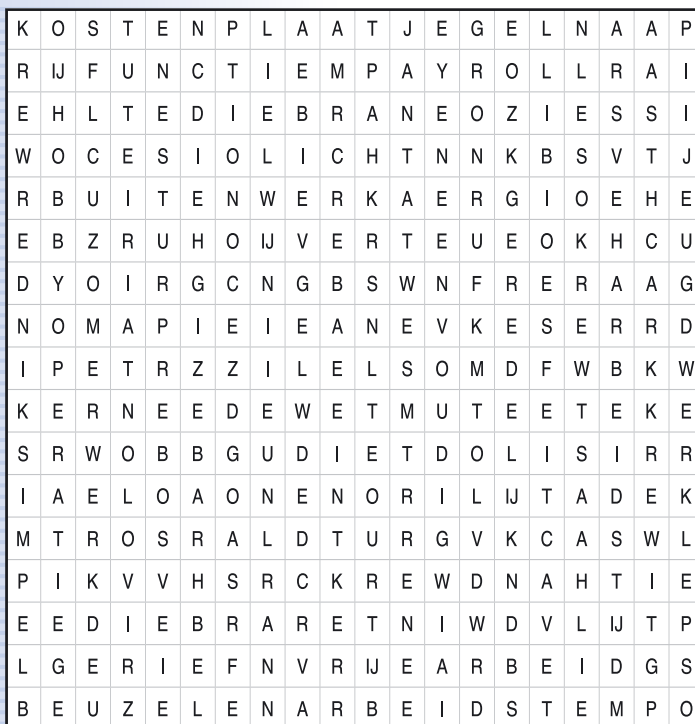 K O S T E N P L A A T J E G E L N A A P
R IJ F U N C T I E M P A Y R O L L R A I
E H L T E D I E B R A N E O Z I E S S I
W O C E S I O L I C H T N N K B S V T J
R B U I T E N W E R K A E R G I O E H E
E B Z R U H O IJ V E R T E U E O K H C U
D Y O I R G C N G B S W N F R E R A A G
N O M A P I E I E A N E V K E S E R R D
I P E T R Z Z I L E L S O M D F W B K W
K E R N E E D E W E T M U T E E T E K E
S R W O B B G U D I E T D O L I S I R R
I A E L O A O N E N O R I L IJ T A D E K
M T R O S R A L D T U R G V K C A S W L
P I K V V H S R C K R E W D N A H T I E
E E D I E B R A R E T N I W D V L IJ T P
L G E R I E F N V R IJ E A R B E I D G S
B E U Z E L E N A R B E I D S T E M P O